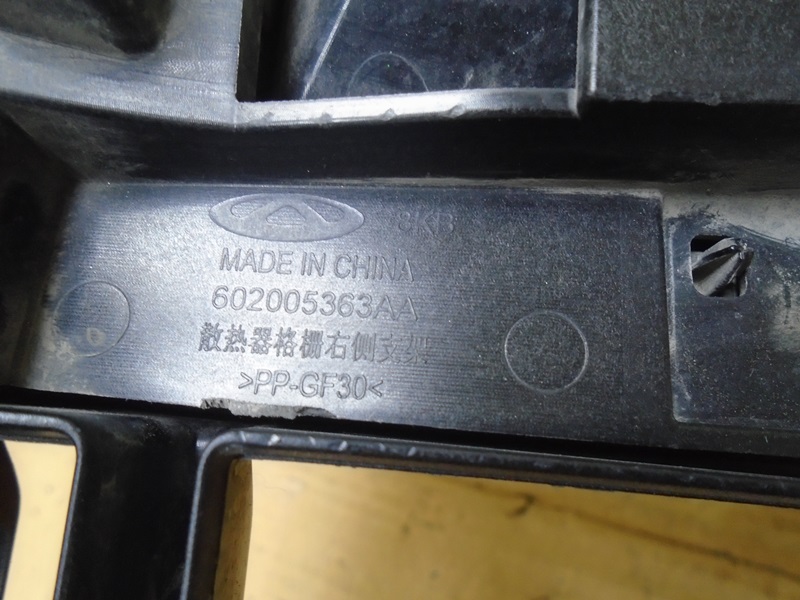 8KB
MADE IN CHINA
602005363AA
散热器格栅右侧支架
>PP-GF30<